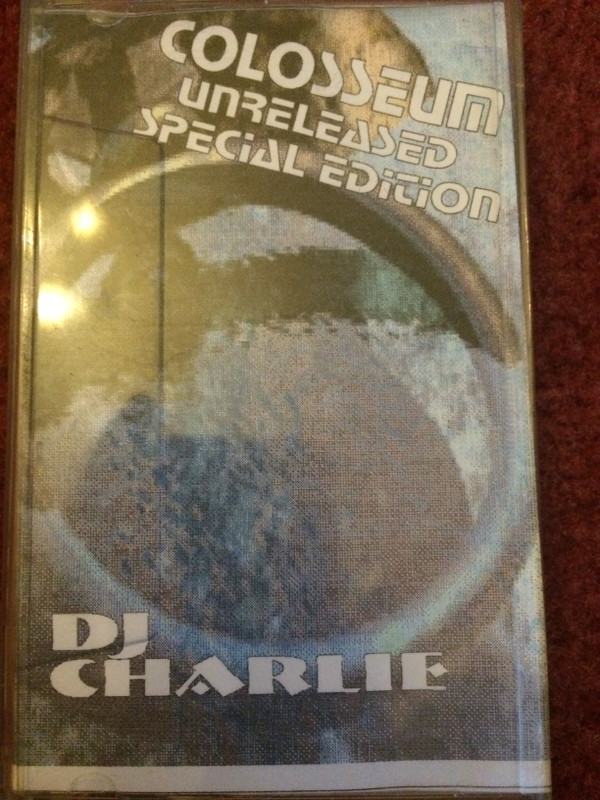 COLOSSEUM
UNRELEASED
SPECiAL EDiTiON
DJ
CHARLIE